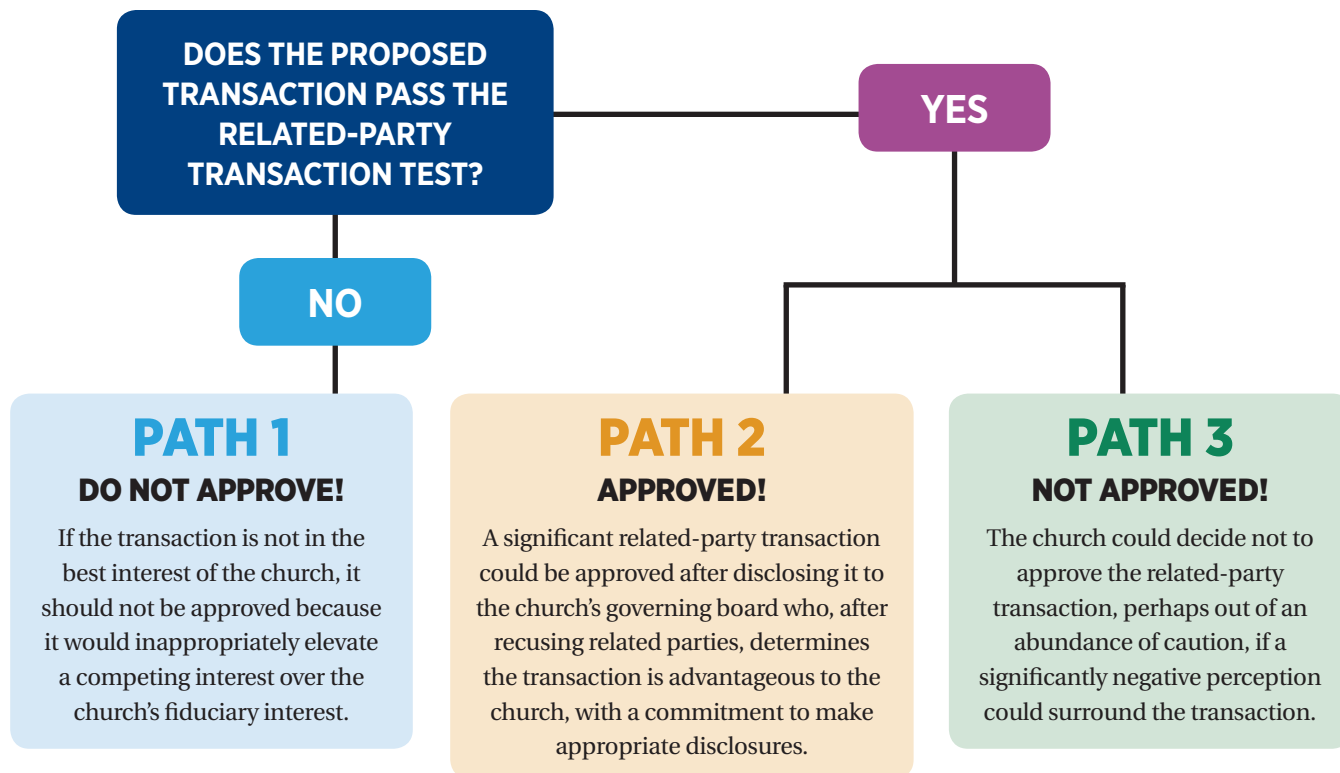 DOES THE PROPOSED
TRANSACTION PASS THE
RELATED-PARTY
TRANSACTION TEST?
YES
NO
PATH 1
DO NOT APPROVE!
If the transaction is not in the
best interest of the church, it
should not be approved because
it would inappropriately elevate
a competing interest over the
church’s fiduciary interest.
PATH 2
APPROVED!
A significant related-party transaction
could be approved after disclosing it to
the church’s governing board who, after
recusing related parties, determines
the transaction is advantageous to the
church, with a commitment to make
appropriate disclosures.
PATH 3
NOT APPROVED!
The church could decide not to
approve the related-party
transaction, perhaps out of an
abundance of caution, if a
significantly negative perception
could surround the transaction.